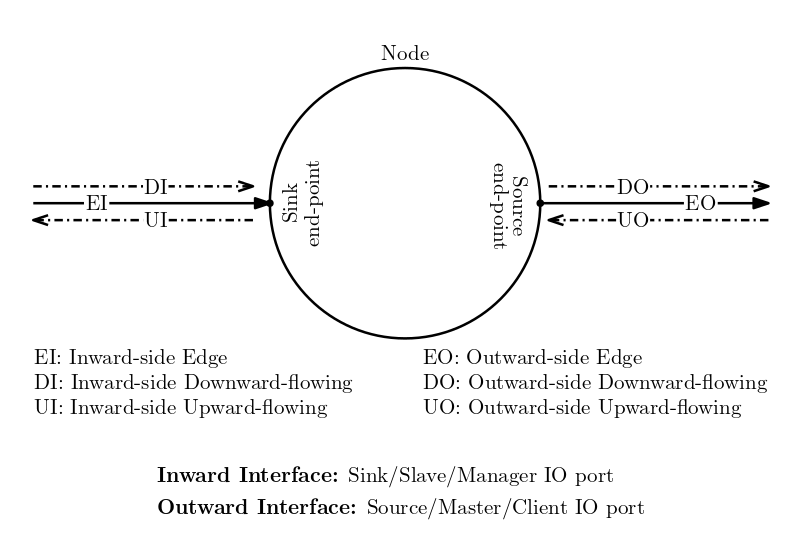 Node
DI
EI
UI
Sink
end-point
Source
end-point
DO
EO
UO
EI: Inward-side Edge
DI: Inward-side Downward-flowing
UI: Inward-side Upward-flowing
EO: Outward-side Edge
DO: Outward-side Downward-flowing
UO: Outward-side Upward-flowing
Inward Interface: Sink/Slave/Manager IO port
Outward Interface: Source/Master/Client IO port